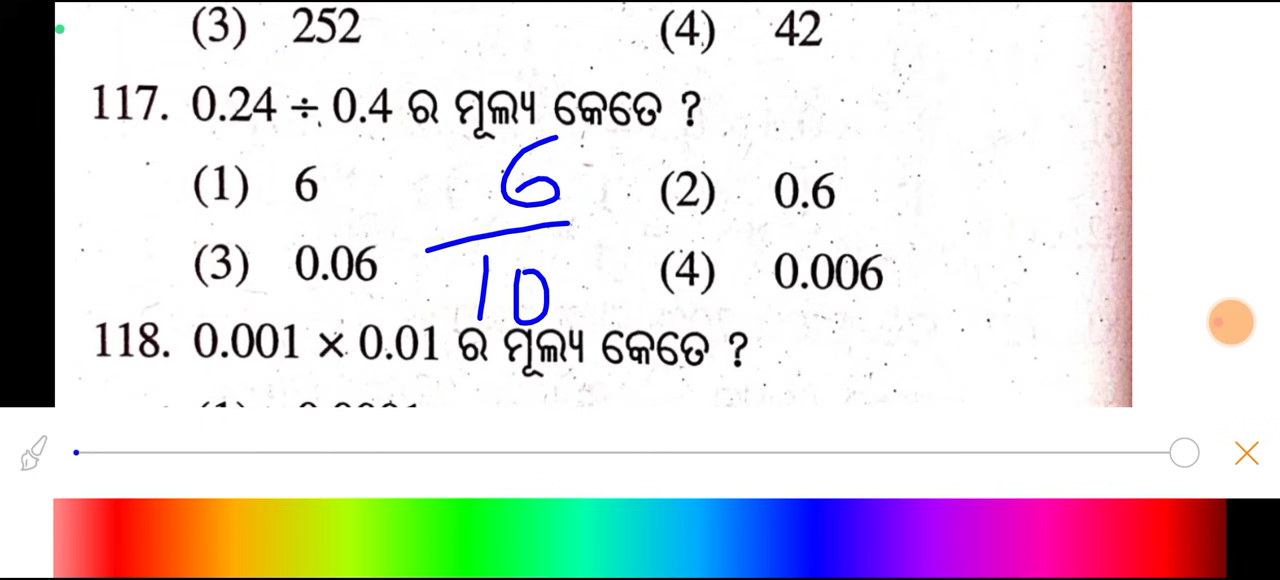 (3) 252 (4) 42
117. 0.24 ÷ 0.4 ର ମୂଲ୍ୟ କେତେ ?
6
(1) 6 (2) 0.6
(3) 0.06 (4) 0.006
10
118. 0.001 × 0.01 ର ମୂଲ୍ୟ କେତେ ?